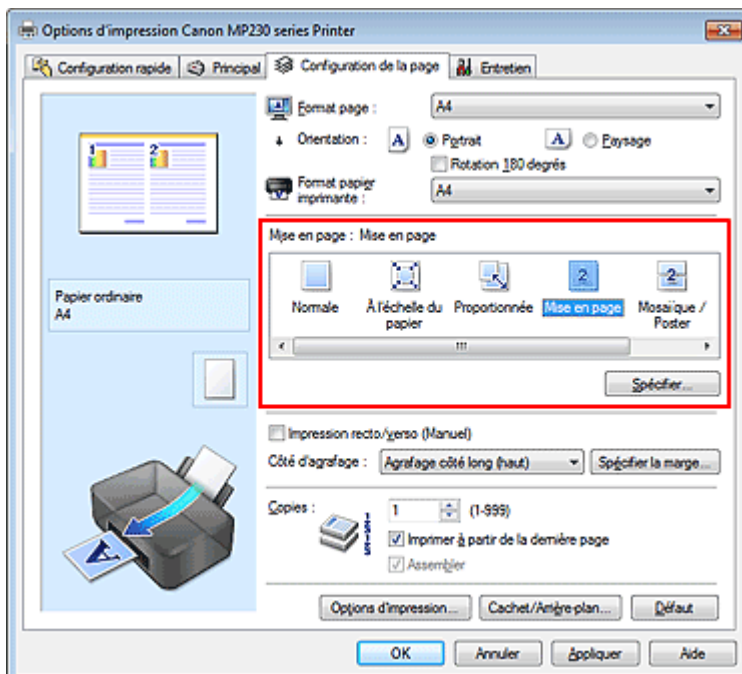 Options d'impression Canon MP230 series Printer
Configuration rapide Principal Configuration de la page Entretien
Format page : A4
Orientation : A Portrait A Paysage
Rotation 180 degrés
Format papier imprimante : A4
1 2
Papier ordinaire
A4
Mise en page : Mise en page
2 2
Normale À l'échelle du papier Proportionnée Mise en page Mosaïque / Poster
Spécifier...
Impression recto/verso (Manuel)
Côté d'agrafage : Agrafage côté long (haut) Spécifier la marge...
Copies : 1 (1-999)
Imprimer à partir de la dernière page
Assembler
A
Options d'impression... Cachet/Arrière-plan... Défaut
OK Annuler Appliquer Aide